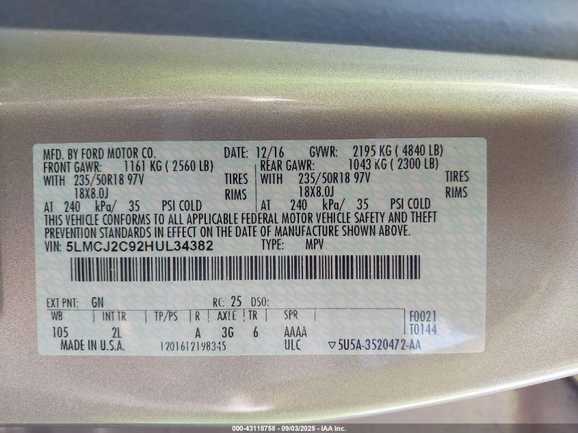 MFD. BY FORD MOTOR CO. DATE: 12/16 GVWR: 2195 KG ( 4840 LB)
FRONT GAWR: 1161 KG ( 2560 LB) REAR GAWR: 1043 KG ( 2300 LB)
WITH 235/50R18 97V TIRES WITH 235/50R18 97V TIRES
18X8.0J RIMS 18X8.0J RIMS
AT 240 kPa/ 35 PSI COLD AT 240 kPa/ 35 PSI COLD
THIS VEHICLE CONFORMS TO ALL APPLICABLE FEDERAL MOTOR VEHICLE SAFETY AND THEFT
PREVENTION STANDARDS IN EFFECT ON THE DATE OF MANUFACTURE SHOWN ABOVE.
VIN: 5LMCJ2C92HUL34382 TYPE: MPV
EXT PNT: GN RC: 25 DSO:
WB INT TR TP/PS R AXLE TR SPR F0021
105 2L A 3G 6 AAAA T0144
MADE IN U.S.A. 1201612198345 ULC ▽5U5A-3520472-AA
000-43118758 - 09/03/2025 - IAA Inc.